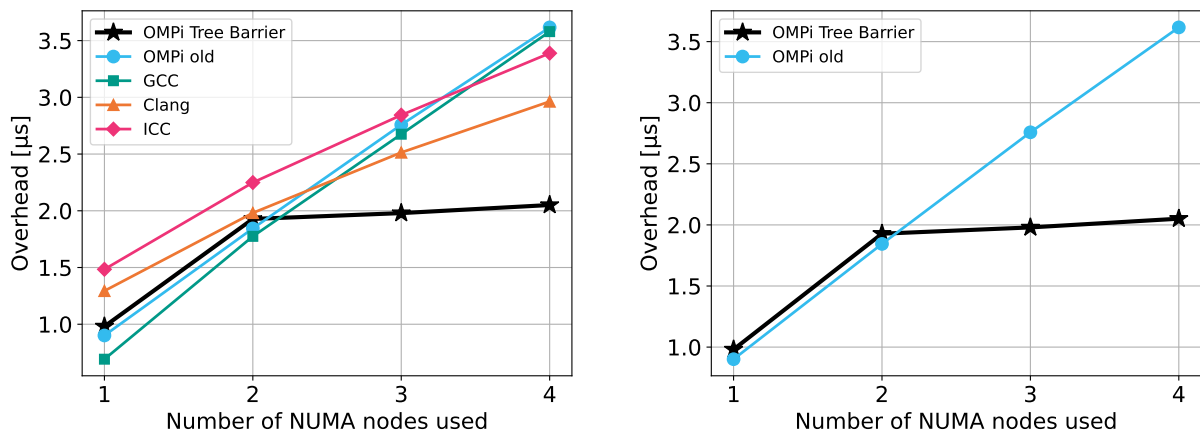 OMPi Tree Barrier
OMPi old
GCC
Clang
ICC
3.5
3.0
2.5
2.0
1.5
1.0
Overhead [µs]
1 2 3 4
Number of NUMA nodes used
OMPi Tree Barrier
OMPi old
3.5
3.0
2.5
2.0
1.5
1.0
Overhead [µs]
1 2 3 4
Number of NUMA nodes used